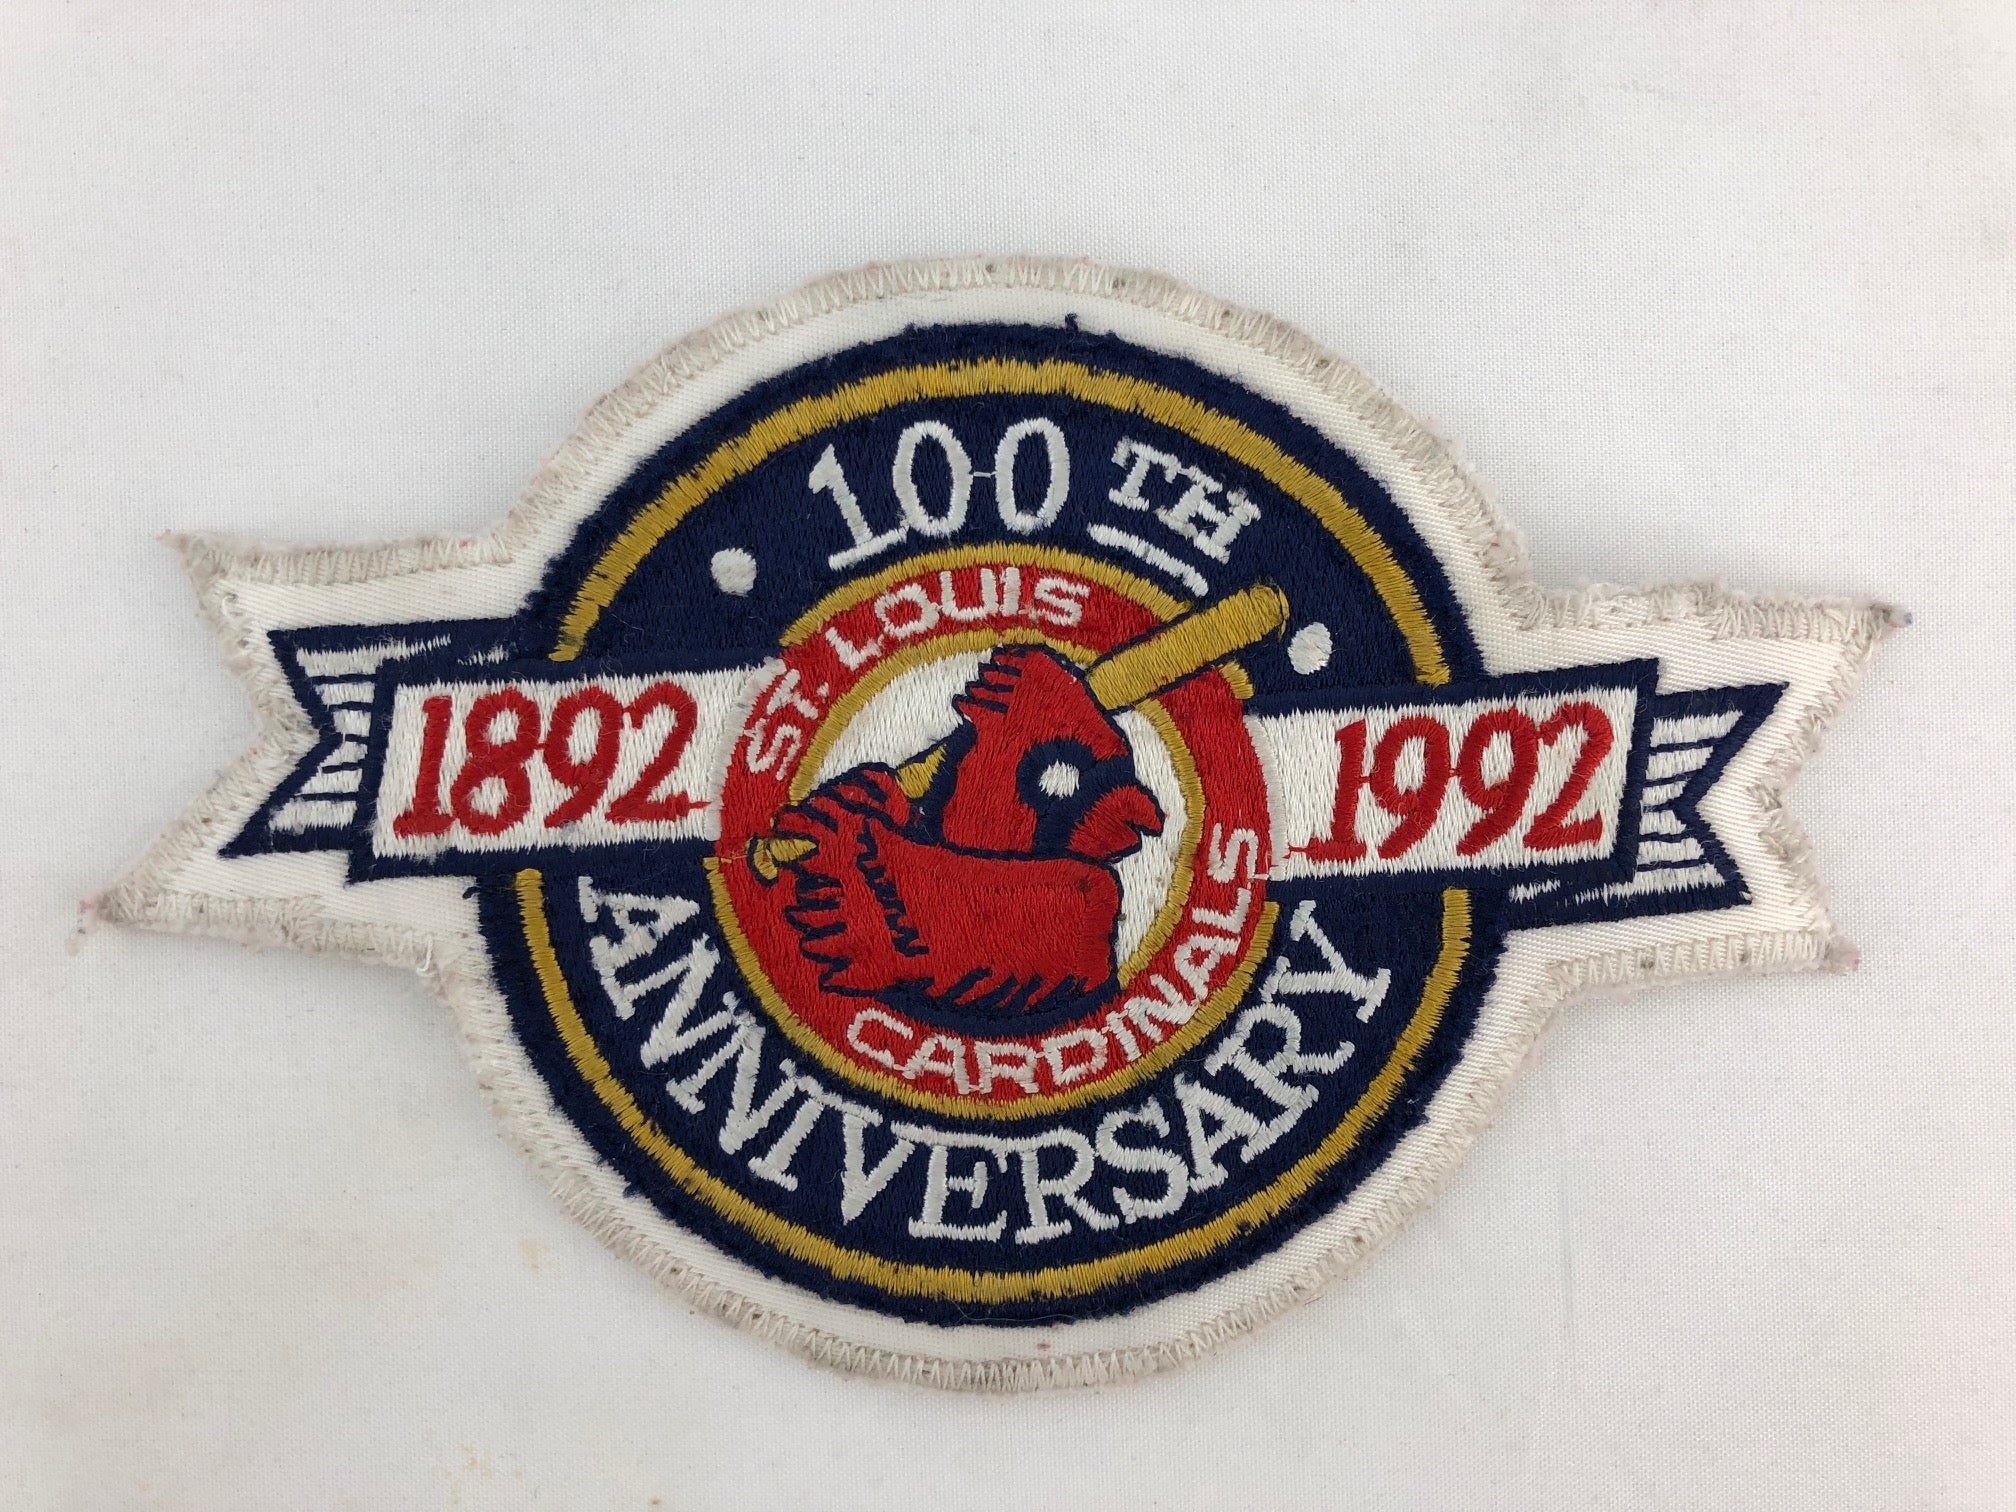 100TH
ST. LOUIS
1892 1992
CARDINALS
ANNIVERSARY